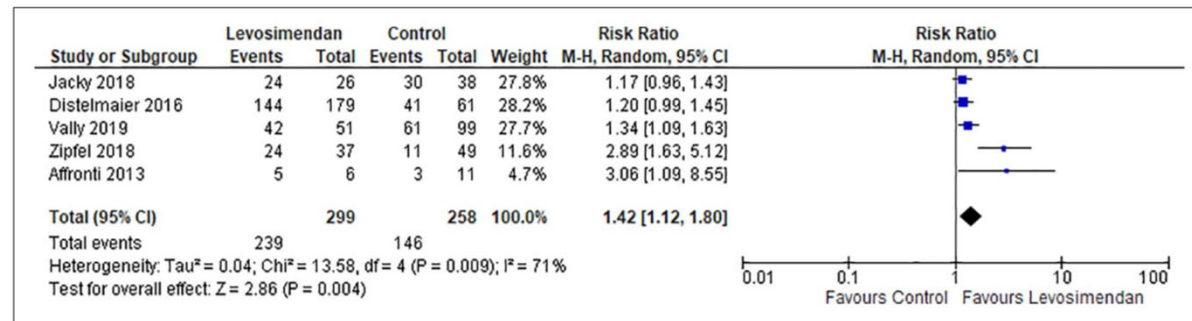 Levosimendan Control Risk Ratio Risk Ratio
Study or Subgroup Events Total Events Total Weight M-H, Random, 95% CI M-H, Random, 95% CI
Jacky 2018 24 26 30 38 27.8% 1.17 [0.96, 1.43]
Distelmaier 2016 144 179 41 61 28.2% 1.20 [0.99, 1.45]
Vally 2019 42 51 61 99 27.7% 1.34 [1.09, 1.63]
Zipfel 2018 24 37 11 49 11.6% 2.89 [1.63, 5.12]
Affronti 2013 5 6 3 11 4.7% 3.06 [1.09, 8.55]
Total (95% CI) 299 258 100.0% 1.42 [1.12, 1.80]
Total events 239 146
Heterogeneity: Tau² = 0.04; Chi² = 13.58, df = 4 (P = 0.009); I² = 71%
Test for overall effect: Z = 2.86 (P = 0.004)
0.01 0.1 1 10 100
Favours Control Favours Levosimendan